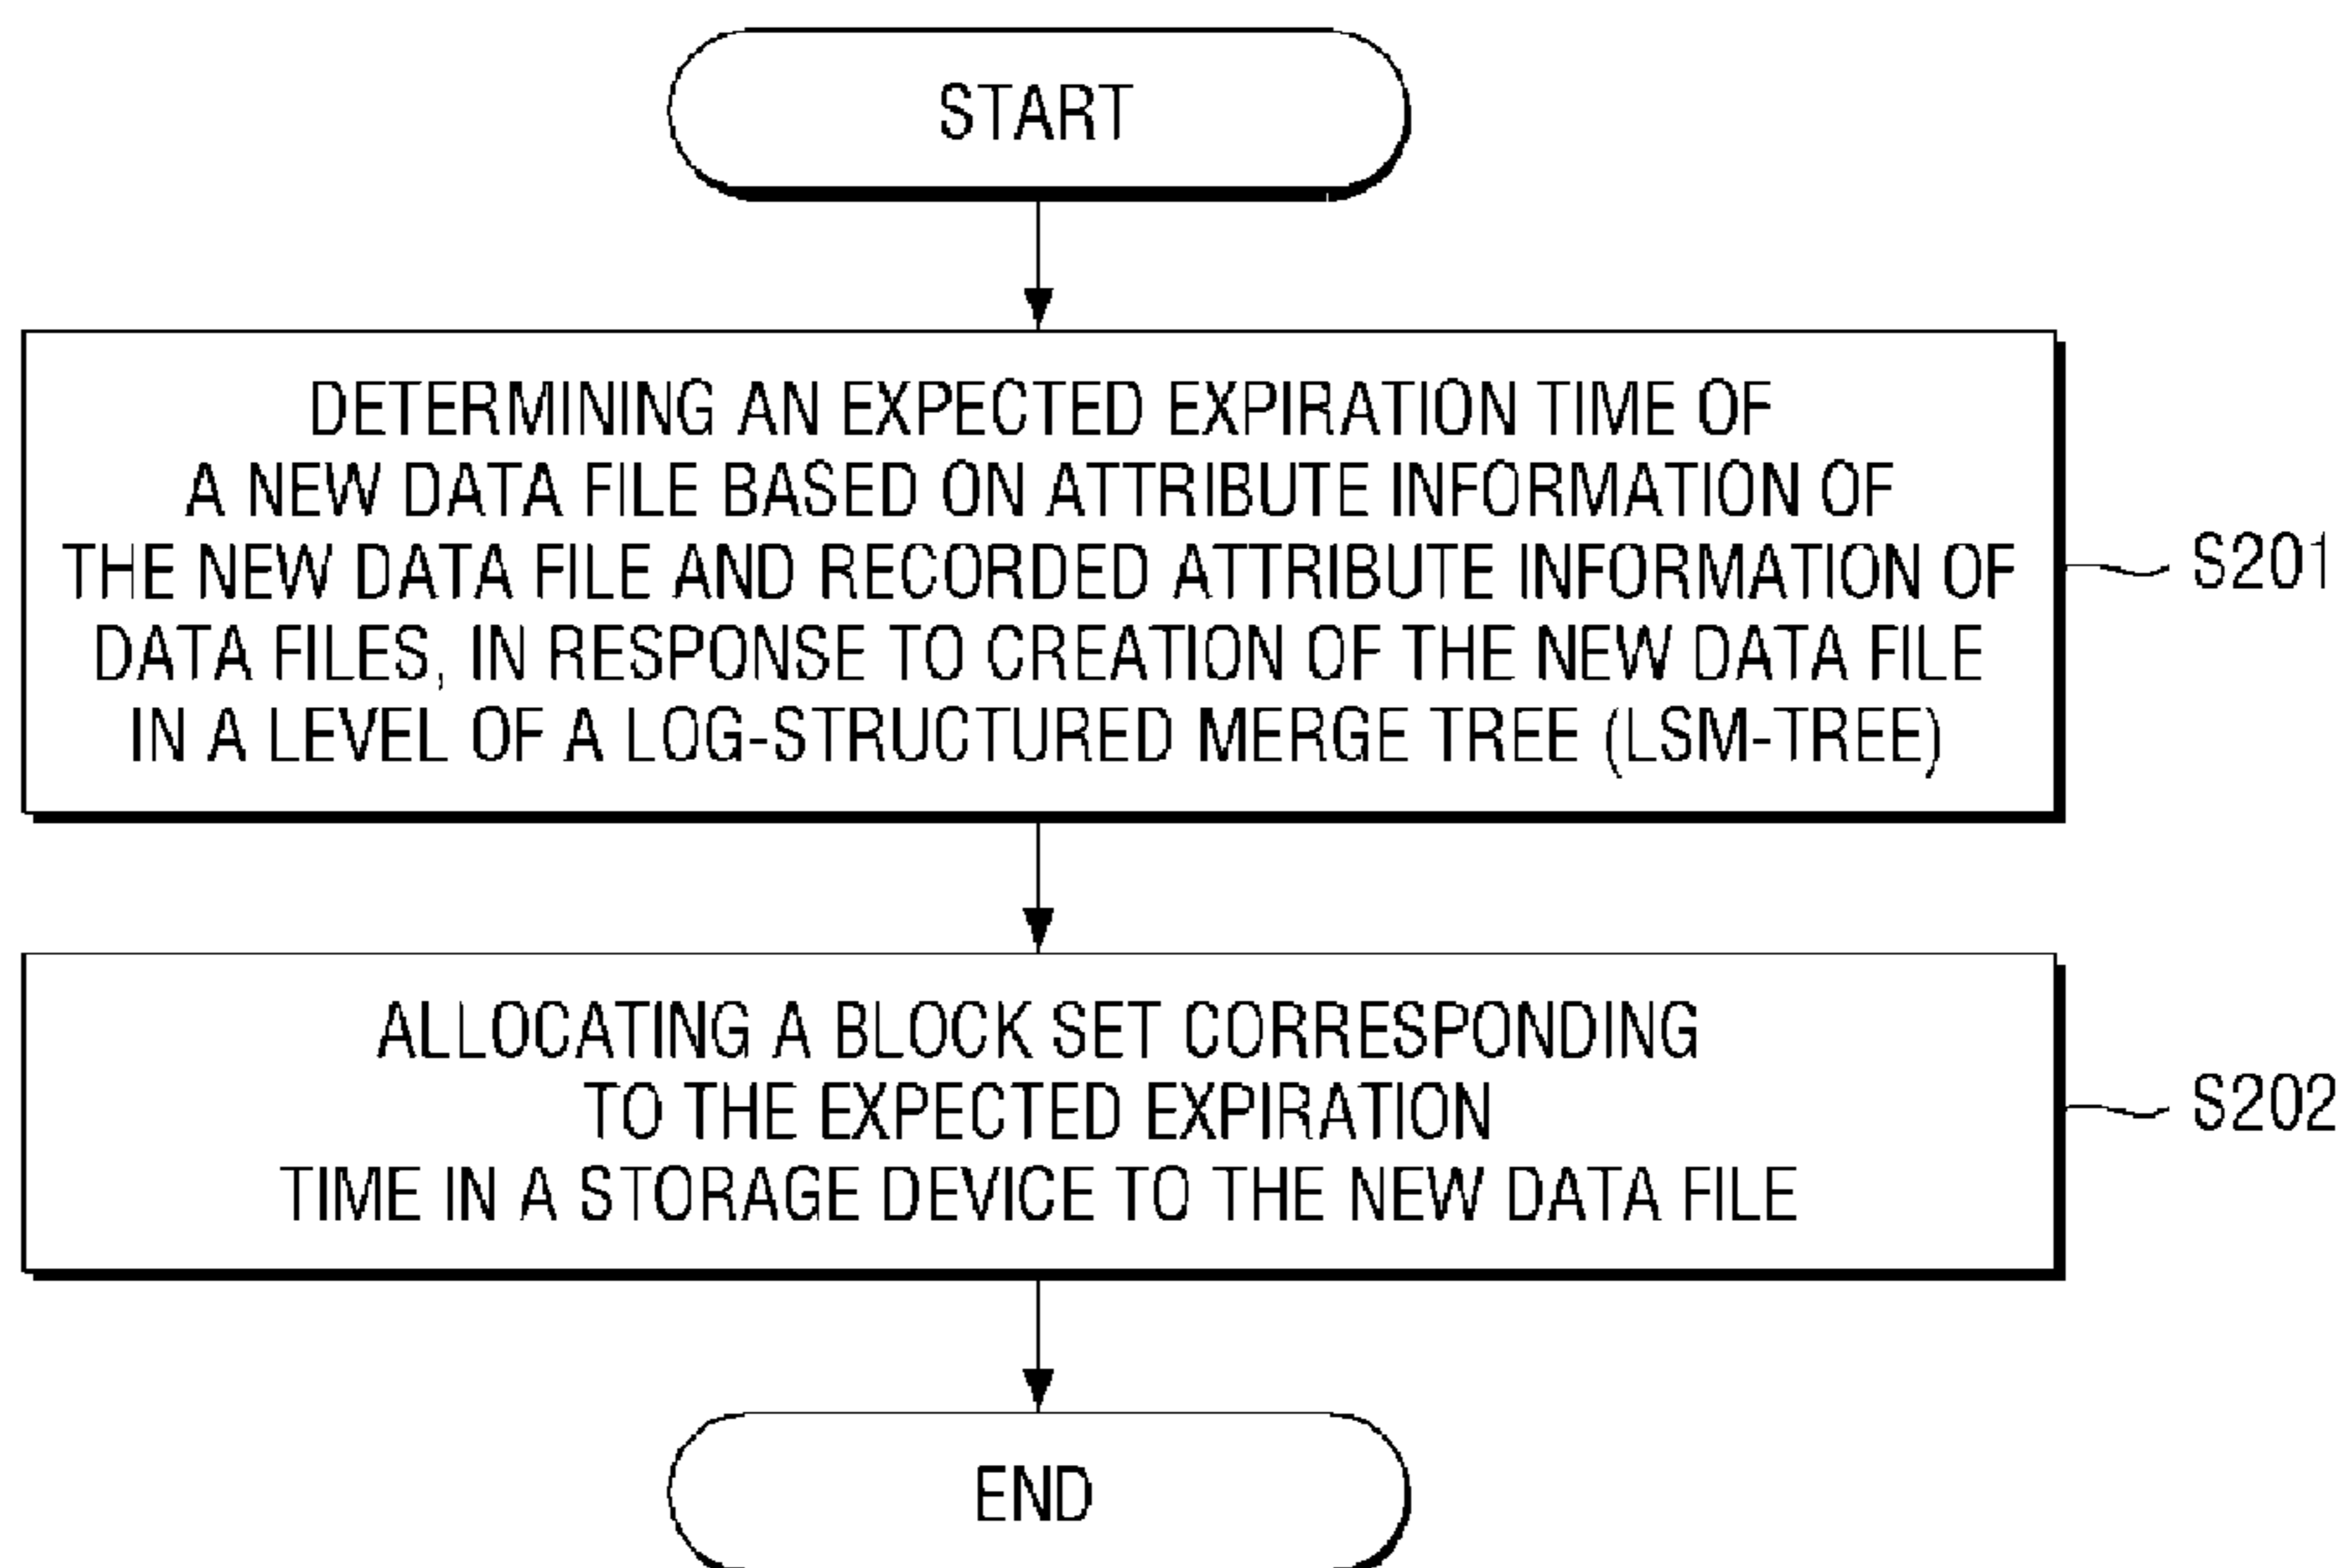 START
DETERMINING AN EXPECTED EXPIRATION TIME OF
A NEW DATA FILE BASED ON ATTRIBUTE INFORMATION OF
THE NEW DATA FILE AND RECORDED ATTRIBUTE INFORMATION OF
DATA FILES, IN RESPONSE TO CREATION OF THE NEW DATA FILE
IN A LEVEL OF A LOG-STRUCTURED MERGE TREE (LSM-TREE)
S201
ALLOCATING A BLOCK SET CORRESPONDING
TO THE EXPECTED EXPIRATION
TIME IN A STORAGE DEVICE TO THE NEW DATA FILE
S202
END